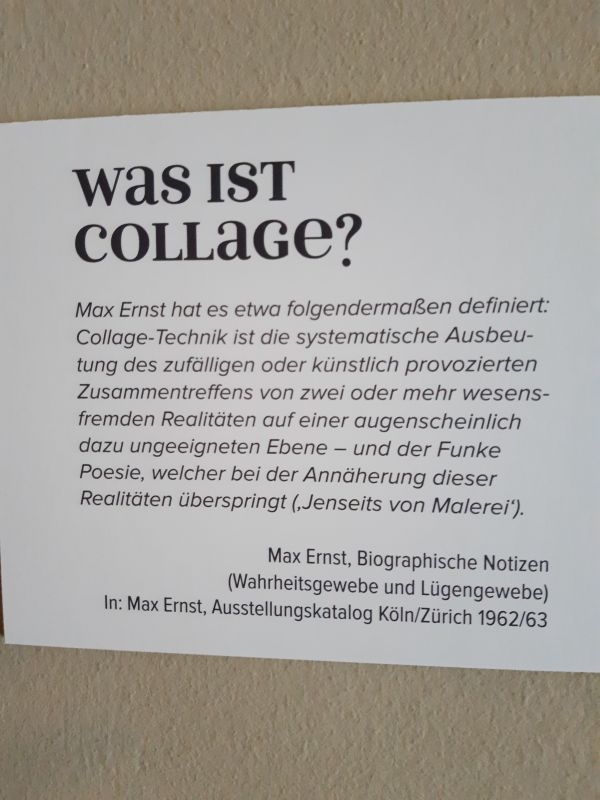 Was ist
Collage?
Max Ernst hat es etwa folgendermaßen definiert:
Collage-Technik ist die systematische Ausbeu-
tung des zufälligen oder künstlich provozierten
Zusammentreffens von zwei oder mehr wesens-
fremden Realitäten auf einer augenscheinlich
dazu ungeeigneten Ebene – und der Funke
Poesie, welcher bei der Annäherung dieser
Realitäten überspringt (‚Jenseits von Malerei‘).
Max Ernst, Biographische Notizen
(Wahrheitsgewebe und Lügengewebe)
In: Max Ernst, Ausstellungskatalog Köln/Zürich 1962/63